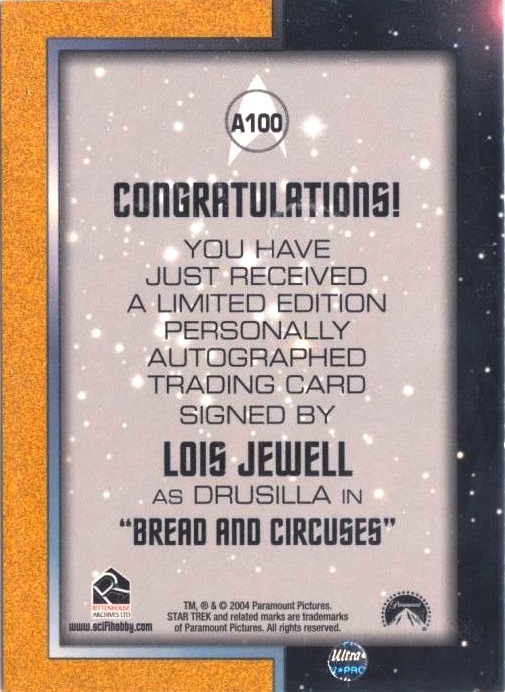 A100
CONGRATULATIONS!
YOU HAVE
JUST RECEIVED
A LIMITED EDITION
PERSONALLY
AUTOGRAPHED
TRADING CARD
SIGNED BY
LOIS JEWELL
AS DRUSILLA IN
"BREAD AND CIRCUSES"
RITTENHOUSE
ARCHIVES LTD
www.scifihobby.com
TM, ® & © 2004 Paramount Pictures.
STAR TREK and related marks are trademarks
of Paramount Pictures. All rights reserved.
Paramount
Ultra•
V•PRO